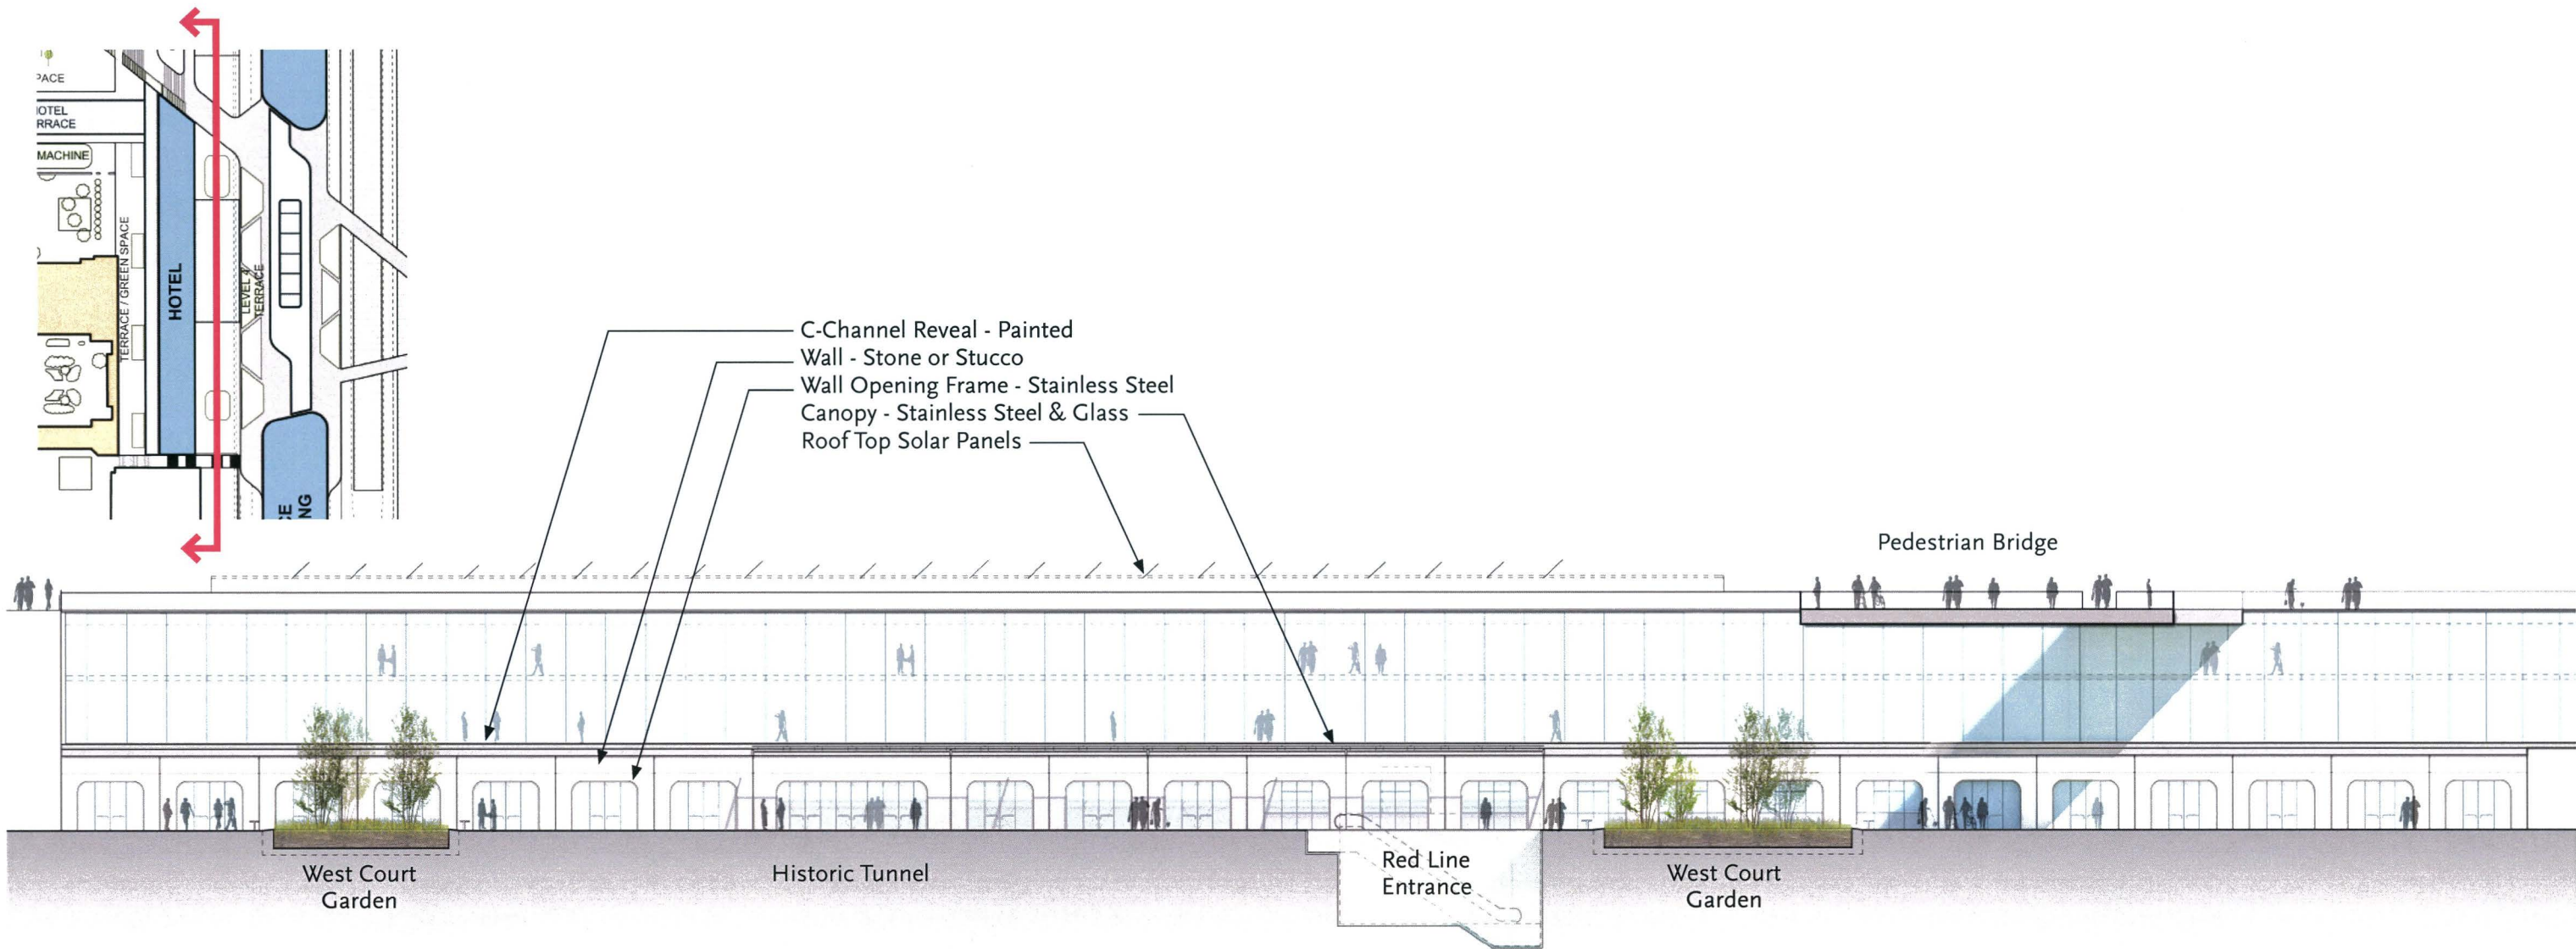 PACE
HOTEL
RRACE
MACHINE
TERRACE / GREEN SPACE
HOTEL
LEVEL 4
TERRACE
CE
NG
C-Channel Reveal - Painted
Wall - Stone or Stucco
Wall Opening Frame - Stainless Steel
Canopy - Stainless Steel & Glass
Roof Top Solar Panels
Pedestrian Bridge
West Court
Garden
Historic Tunnel
Red Line
Entrance
West Court
Garden